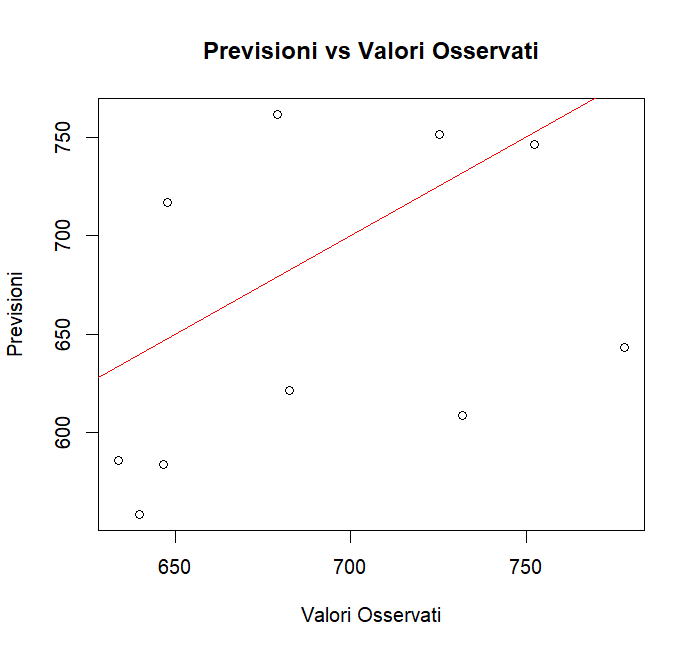 Previsioni vs Valori Osservati
750
700
650
600
Previsioni
650 700 750
Valori Osservati